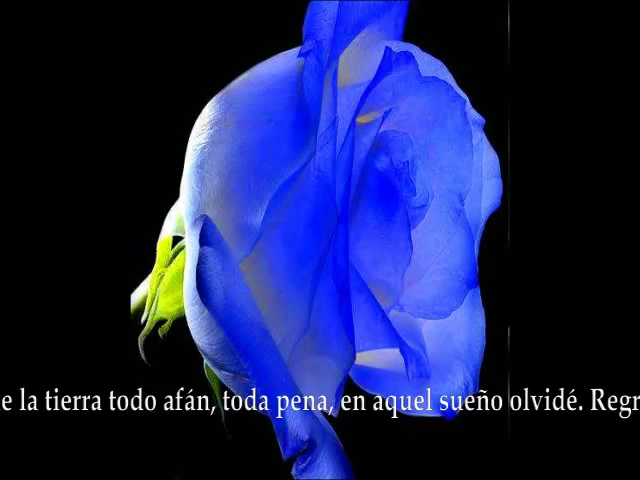 e la tierra todo afán, toda pena, en aquel sueño olvidé. Regr